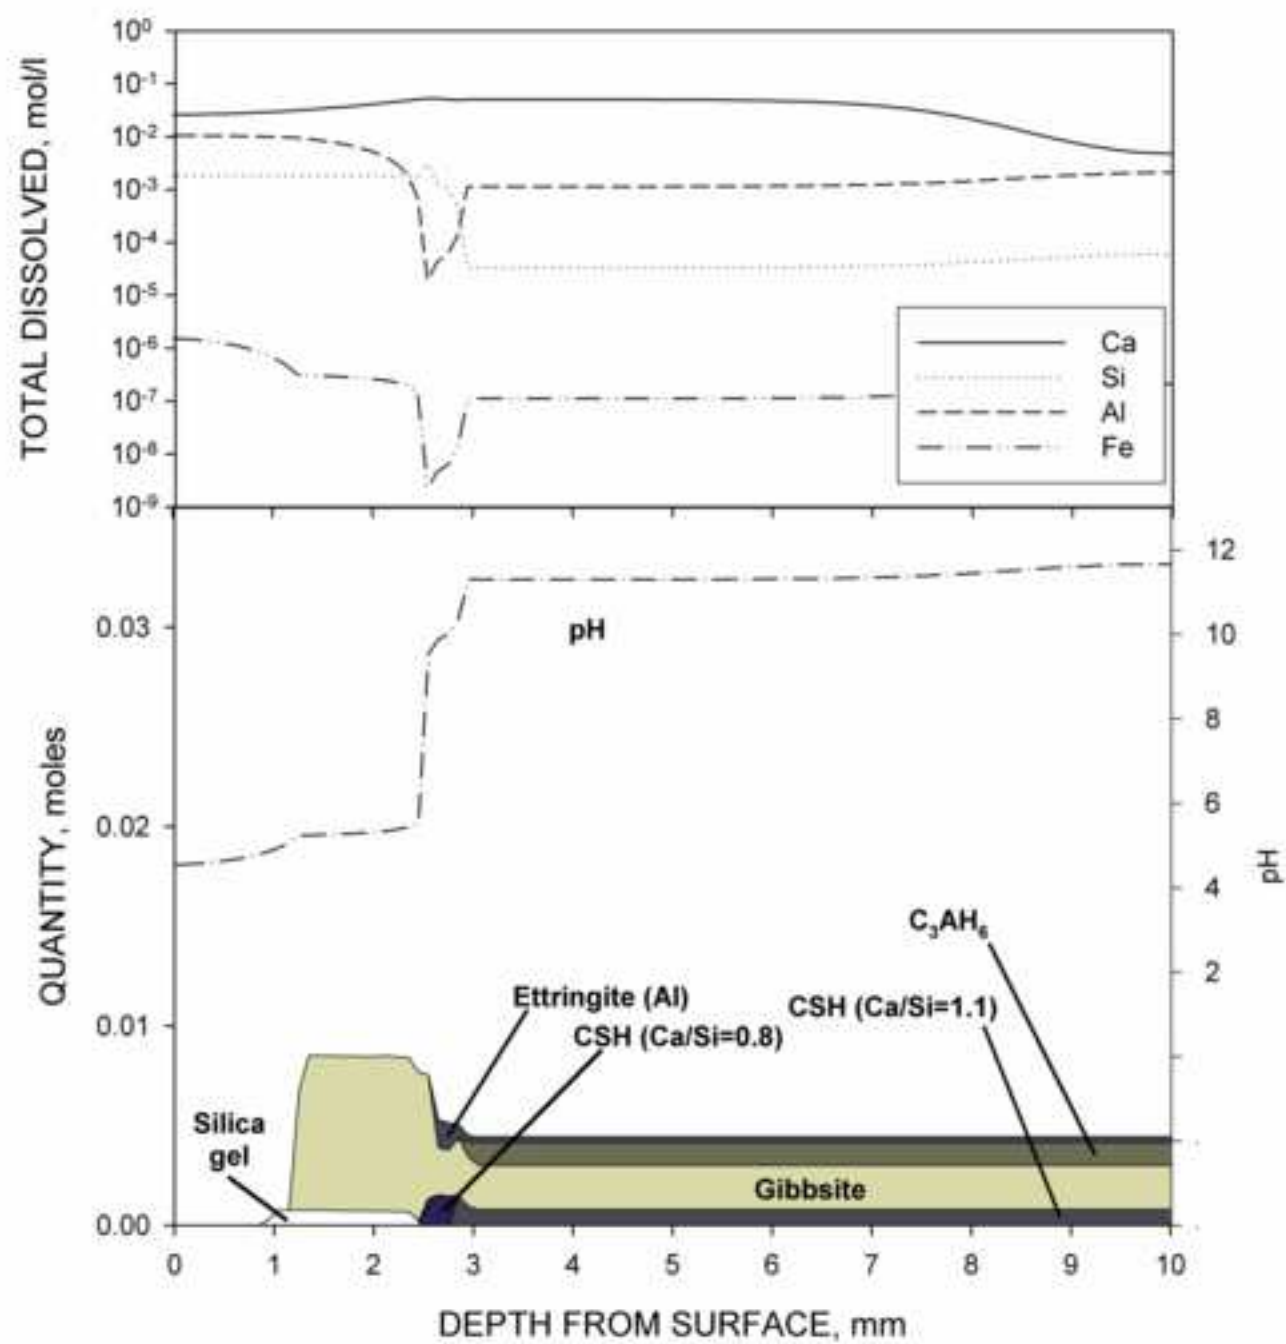 TOTAL DISSOLVED, mol/l
10⁰
10⁻¹
10⁻²
10⁻³
10⁻⁴
10⁻⁵
10⁻⁶
10⁻⁷
10⁻⁸
10⁻⁹
Ca
Si
Al
Fe
QUANTITY, moles
0.03
0.02
0.01
0.00
12
10
8
6
4
2
pH
pH
C₃AH₆
Ettringite (Al)
CSH (Ca/Si=1.1)
CSH (Ca/Si=0.8)
Silica
gel
Gibbsite
0 1 2 3 4 5 6 7 8 9 10
DEPTH FROM SURFACE, mm